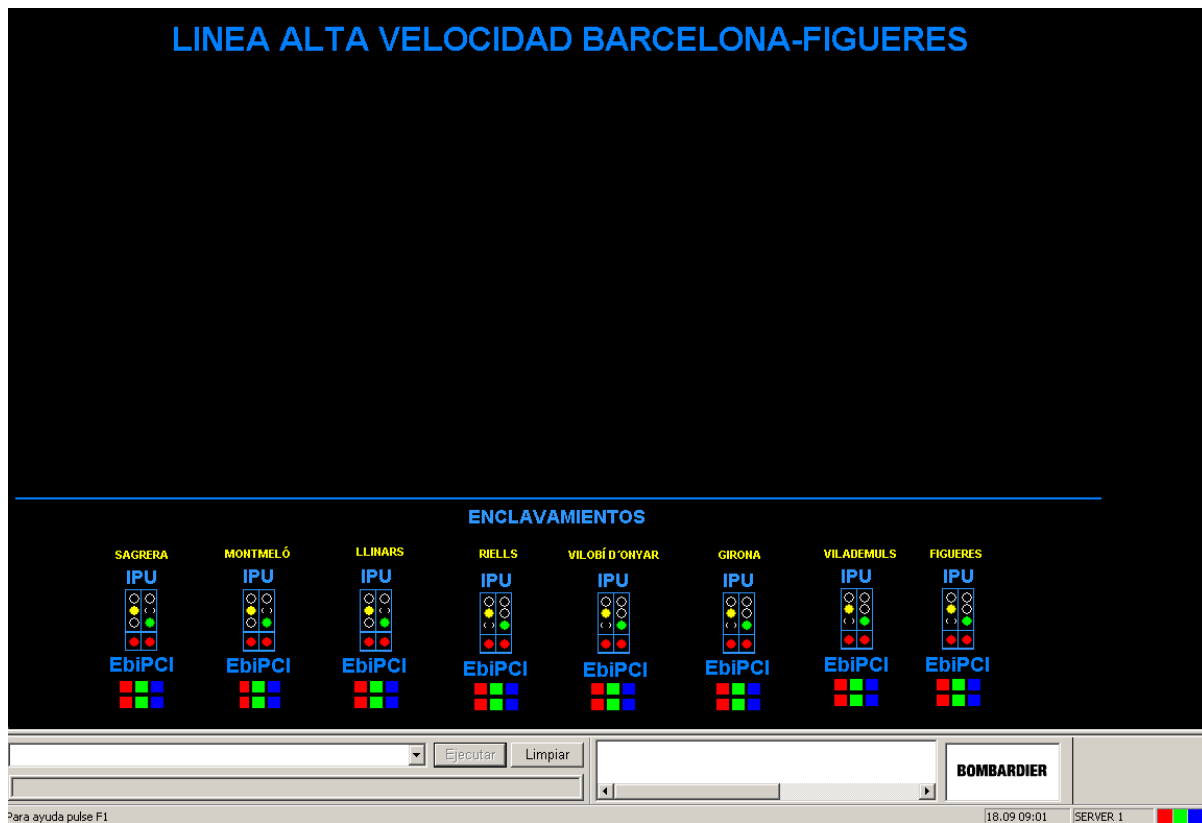 LINEA ALTA VELOCIDAD BARCELONA-FIGUERES
ENCLAVAMIENTOS
SAGRERA MONTMELÓ LLINARS RIELLS VILOBÍ D´ONYAR GIRONA VILADEMULS FIGUERES
IPU IPU IPU IPU IPU IPU IPU IPU
EbiPCI EbiPCI EbiPCI EbiPCI EbiPCI EbiPCI EbiPCI EbiPCI
Ejecutar Limpiar
BOMBARDIER
Para ayuda pulse F1 18.09 09:01 SERVER 1